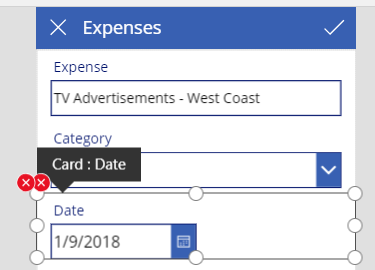 Expenses
Expense
TV Advertisements - West Coast
Category
Card : Date
Date
1/9/2018